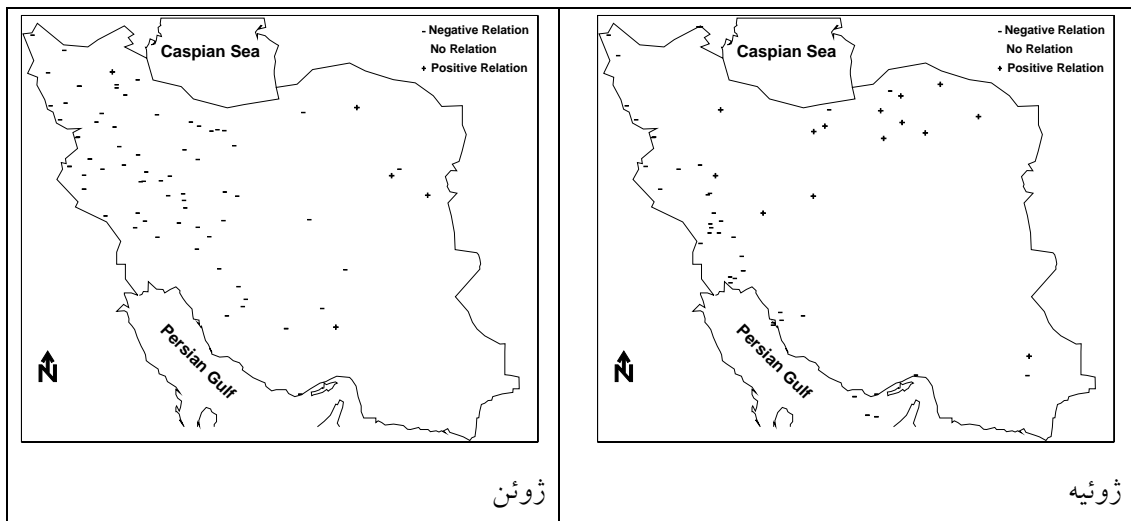 - Negative Relation
No Relation
+ Positive Relation
Caspian Sea
Persian Gulf
N
ژوئن
- Negative Relation
No Relation
+ Positive Relation
Caspian Sea
Persian Gulf
N
ژوئیه